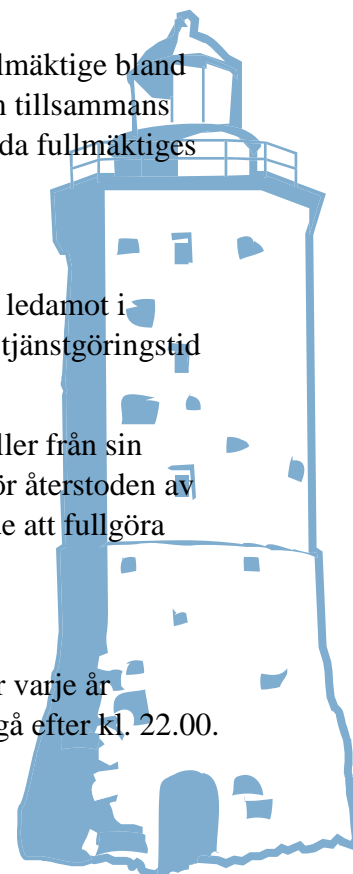 lmäktige bland
n tillsammans
da fullmäktiges
ledamot i
tjänstgöringstid
ller från sin
ör återstoden av
de att fullgöra
r varje år
gå efter kl. 22.00.